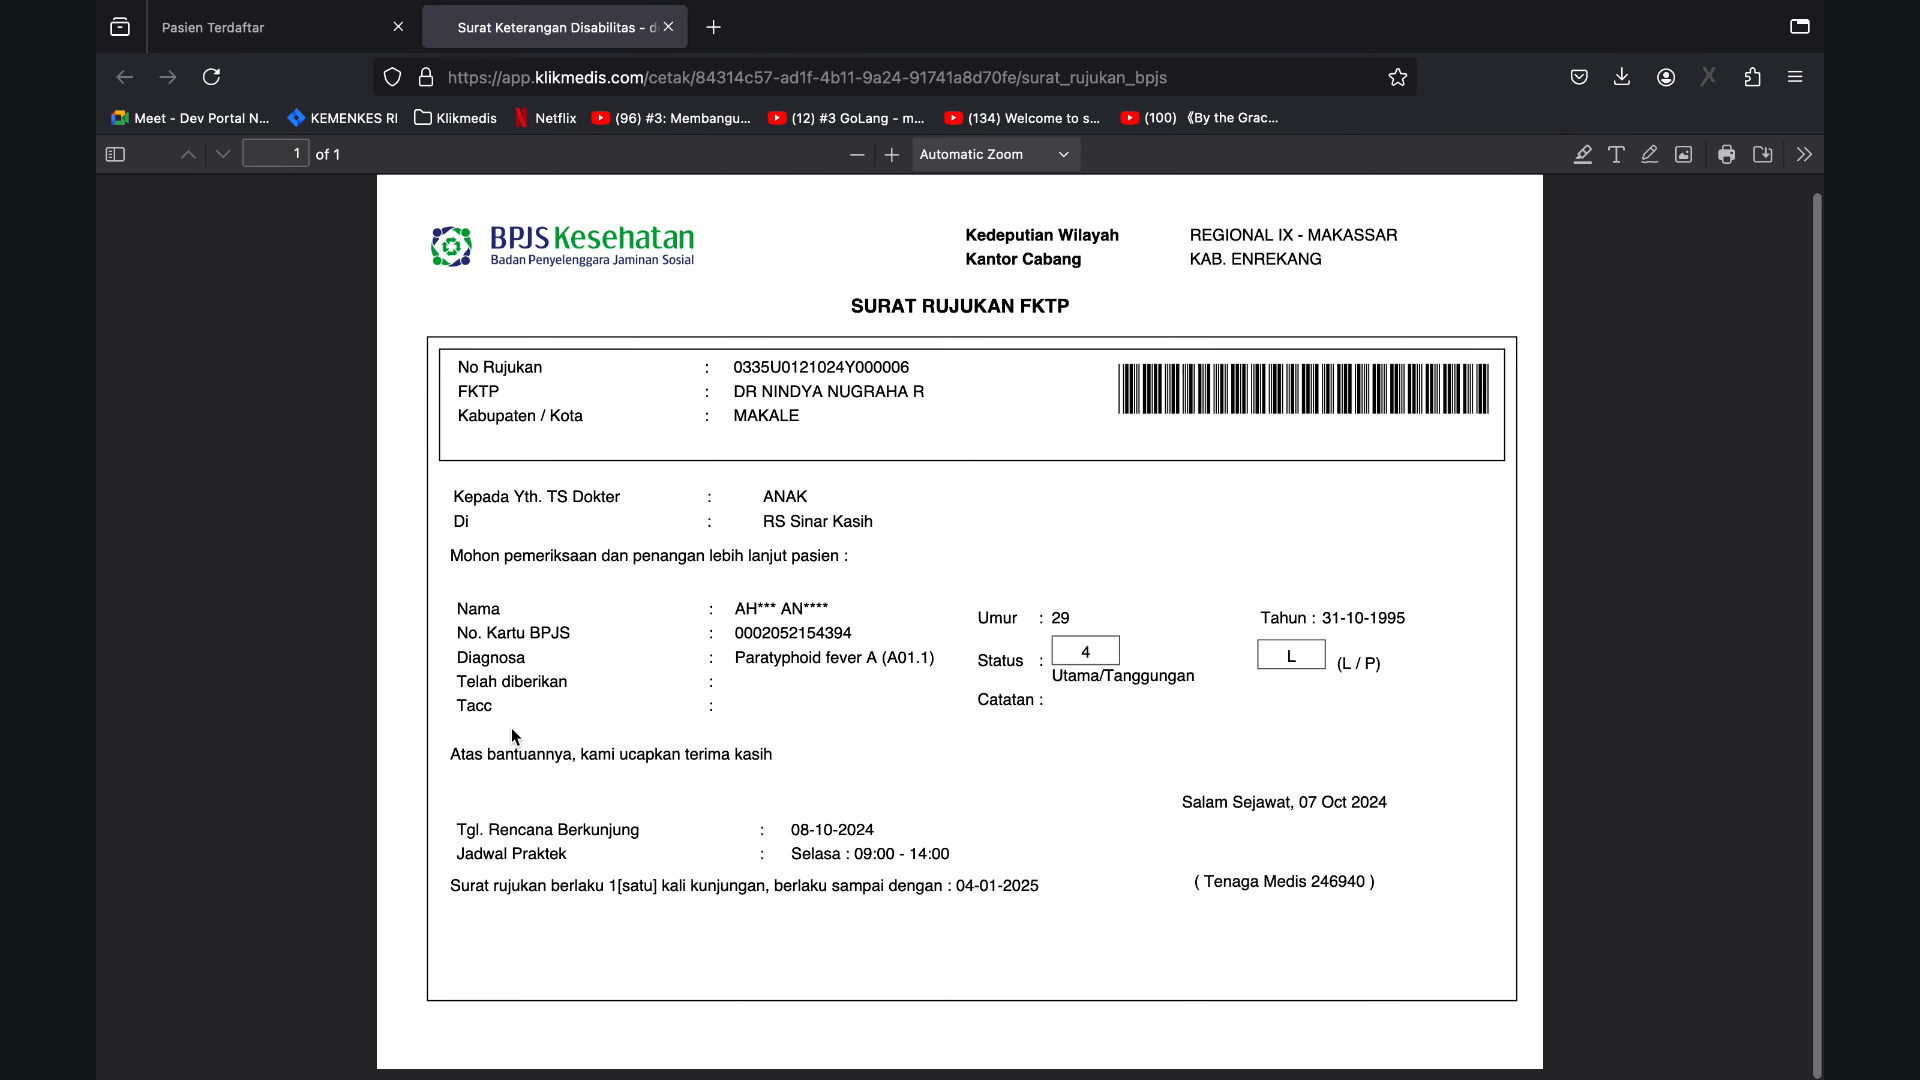 Pasien Terdaftar
Surat Keterangan Disabilitas - d
https://app.klikmedis.com/cetak/84314c57-ad1f-4b11-9a24-91741a8d70fe/surat_rujukan_bpjs
Meet - Dev Portal N... KEMENKES RI Klikmedis Netflix (96) #3: Membangu... (12) #3 GoLang - m... (134) Welcome to s... (100) 《By the Grac...
1 of 1 Automatic Zoom
BPJS Kesehatan
Badan Penyelenggara Jaminan Sosial
Kedeputian Wilayah REGIONAL IX - MAKASSAR
Kantor Cabang KAB. ENREKANG
SURAT RUJUKAN FKTP
No Rujukan : 0335U0121024Y000006
FKTP : DR NINDYA NUGRAHA R
Kabupaten / Kota : MAKALE
Kepada Yth. TS Dokter : ANAK
Di : RS Sinar Kasih
Mohon pemeriksaan dan penangan lebih lanjut pasien :
Nama : AH*** AN****
No. Kartu BPJS : 0002052154394
Diagnosa : Paratyphoid fever A (A01.1)
Telah diberikan :
Tacc :
Umur : 29 Tahun : 31-10-1995
Status : 4 L (L / P)
Utama/Tanggungan
Catatan :
Atas bantuannya, kami ucapkan terima kasih
Salam Sejawat, 07 Oct 2024
Tgl. Rencana Berkunjung : 08-10-2024
Jadwal Praktek : Selasa : 09:00 - 14:00
Surat rujukan berlaku 1[satu] kali kunjungan, berlaku sampai dengan : 04-01-2025
( Tenaga Medis 246940 )